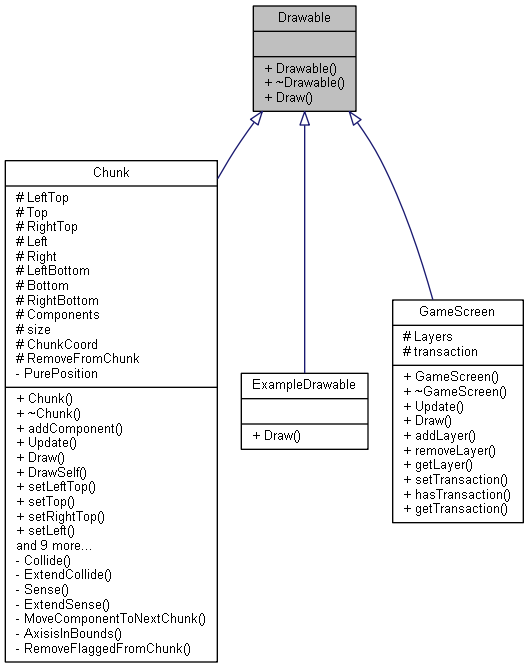 Drawable
+ Drawable()
+ ~Drawable()
+ Draw()
Chunk
# LeftTop
# Top
# RightTop
# Left
# Right
# LeftBottom
# Bottom
# RightBottom
# Components
# size
# ChunkCoord
# RemoveFromChunk
- PurePosition
+ Chunk()
+ ~Chunk()
+ addComponent()
+ Update()
+ Draw()
+ DrawSelf()
+ setLeftTop()
+ setTop()
+ setRightTop()
+ setLeft()
and 9 more...
- Collide()
- ExtendCollide()
- Sense()
- ExtendSense()
- MoveComponentToNextChunk()
- AxisisInBounds()
- RemoveFlaggedFromChunk()
ExampleDrawable
+ Draw()
GameScreen
# Layers
# transaction
+ GameScreen()
+ ~GameScreen()
+ Update()
+ Draw()
+ addLayer()
+ removeLayer()
+ getLayer()
+ setTransaction()
+ hasTransaction()
+ getTransaction()